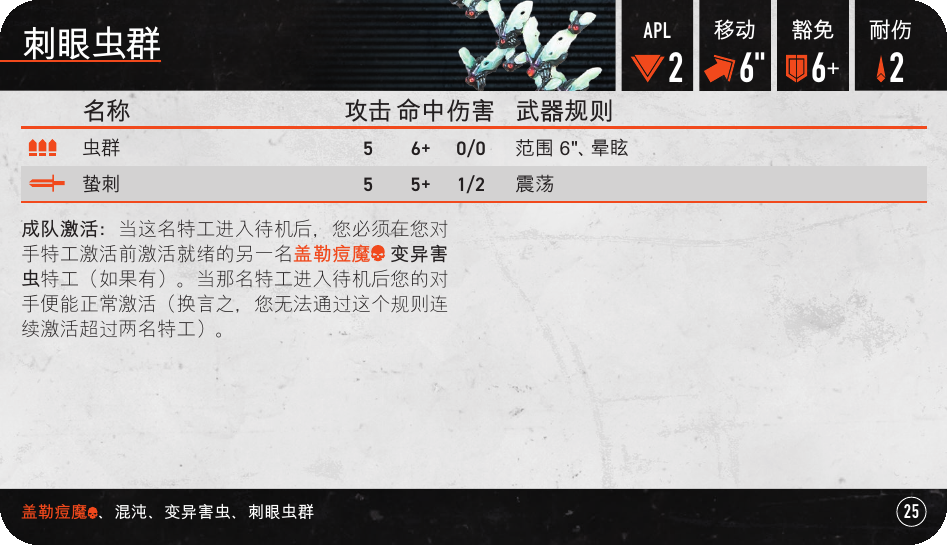 刺眼虫群
APL 移动 豁免 耐伤
2 6" 6+ 2
名称 攻击 命中 伤害 武器规则
虫群 5 6+ 0/0 范围 6"、晕眩
蛰刺 5 5+ 1/2 震荡
成队激活：当这名特工进入待机后，您必须在您对
手特工激活前激活就绪的另一名盖勒痘魔 变异害
虫特工（如果有）。当那名特工进入待机后您的对
手便能正常激活（换言之，您无法通过这个规则连
续激活超过两名特工）。
盖勒痘魔、混沌、变异害虫、刺眼虫群
25